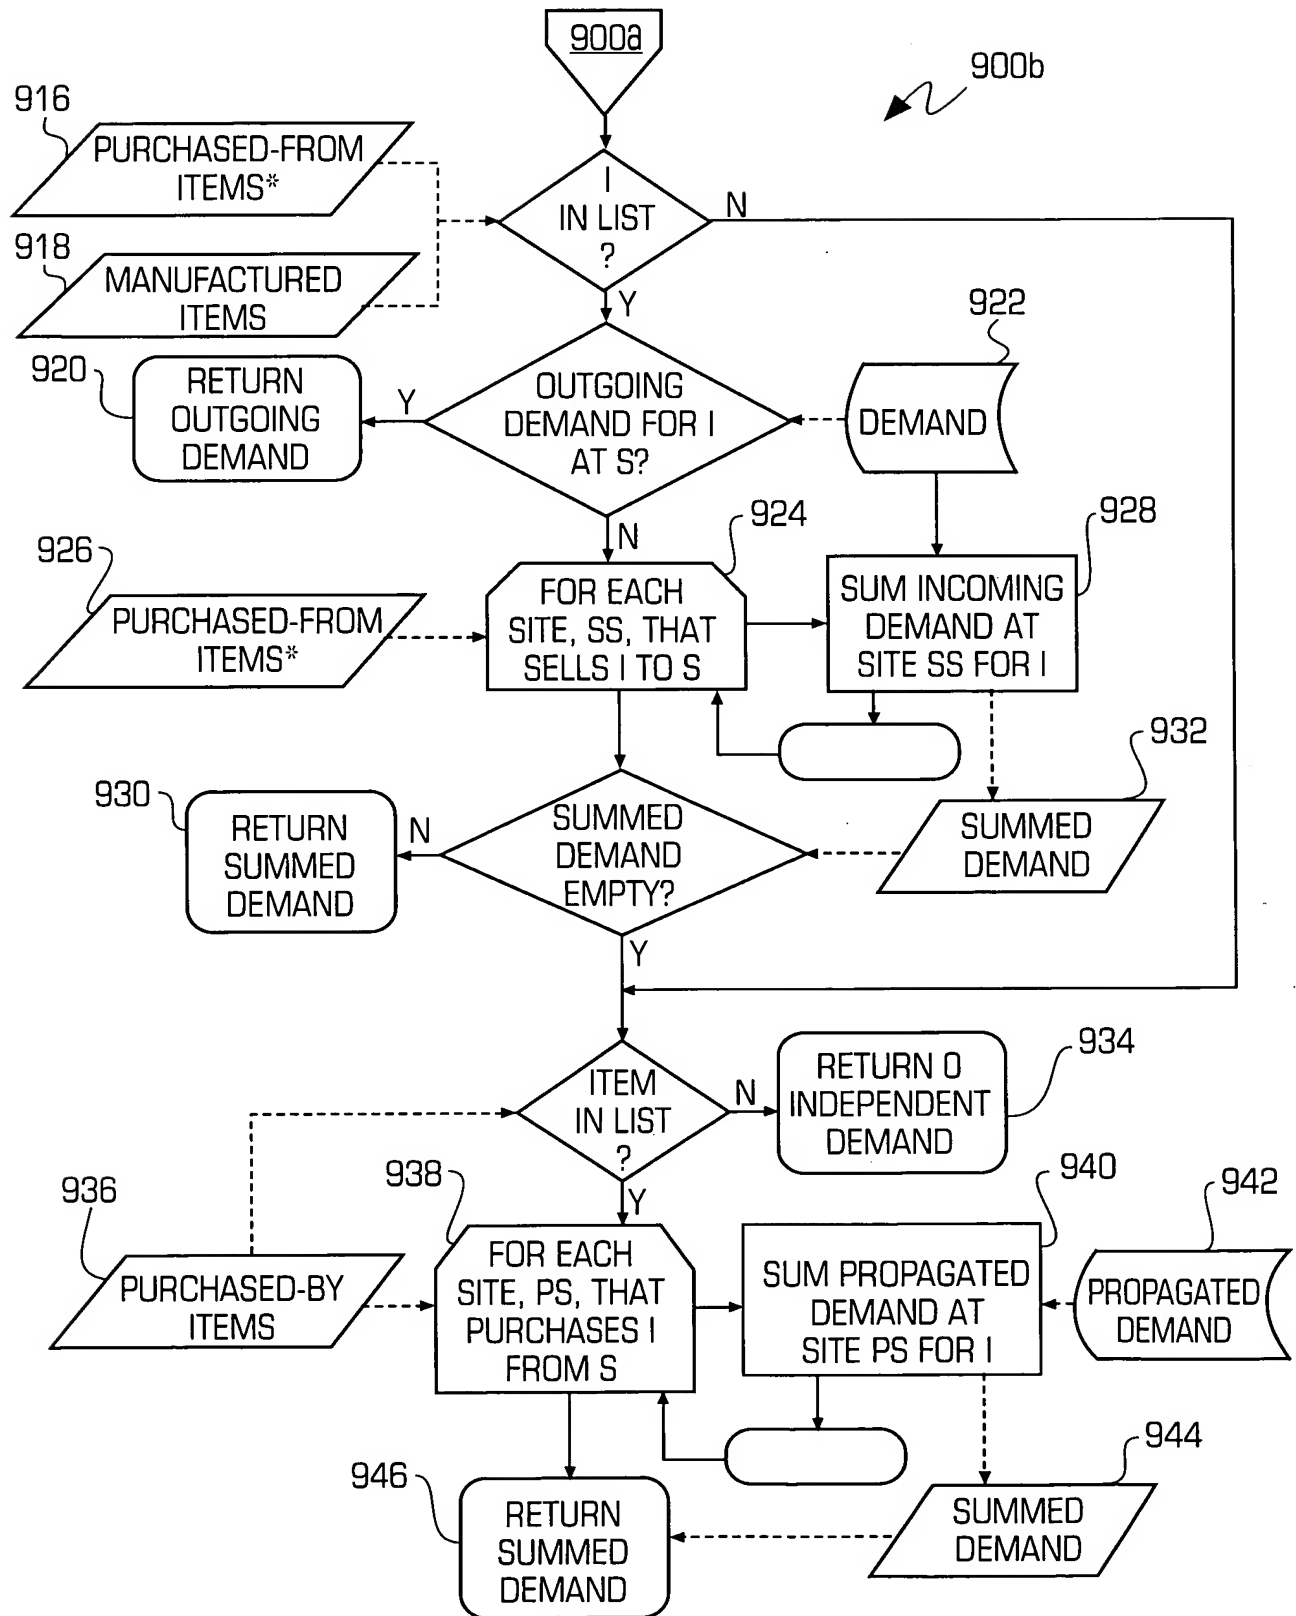 900a
900b
916
PURCHASED-FROM
ITEMS*
I
IN LIST
?
N
918
MANUFACTURED
ITEMS
Y
922
920
RETURN
OUTGOING
DEMAND
Y
OUTGOING
DEMAND FOR I
AT S?
DEMAND
N
924
928
926
PURCHASED-FROM
ITEMS*
FOR EACH
SITE, SS, THAT
SELLS I TO S
SUM INCOMING
DEMAND AT
SITE SS FOR I
932
930
RETURN
SUMMED
DEMAND
N
SUMMED
DEMAND
EMPTY?
SUMMED
DEMAND
Y
934
ITEM
IN LIST
?
N
RETURN 0
INDEPENDENT
DEMAND
Y
936
938
940
942
PURCHASED-BY
ITEMS
FOR EACH
SITE, PS, THAT
PURCHASES I
FROM S
SUM PROPAGATED
DEMAND AT
SITE PS FOR I
PROPAGATED
DEMAND
944
946
RETURN
SUMMED
DEMAND
SUMMED
DEMAND